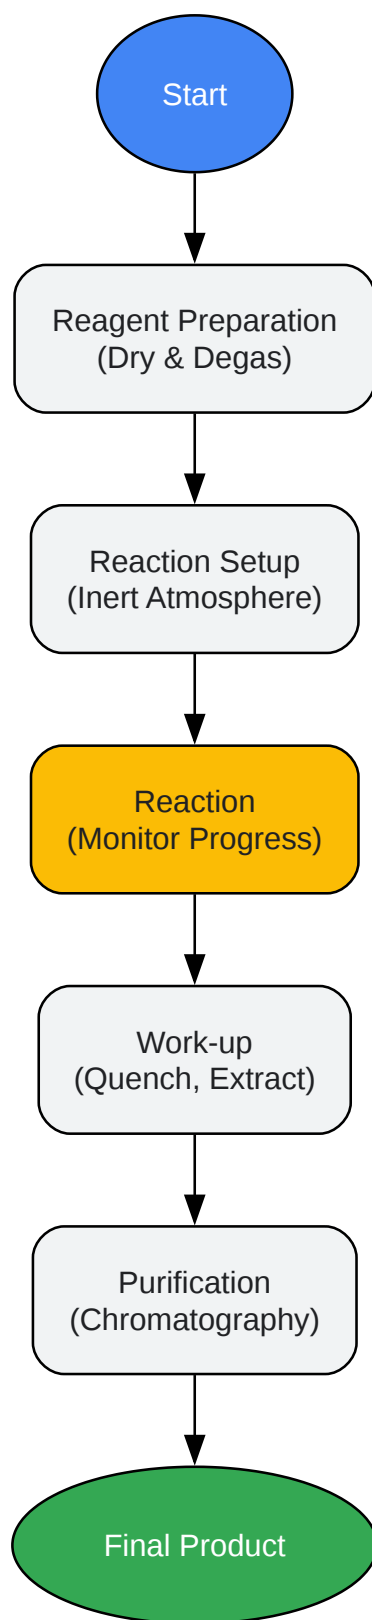 Start
Reagent Preparation
(Dry & Degas)
Reaction Setup
(Inert Atmosphere)
Reaction
(Monitor Progress)
Work-up
(Quench, Extract)
Purification
(Chromatography)
Final Product